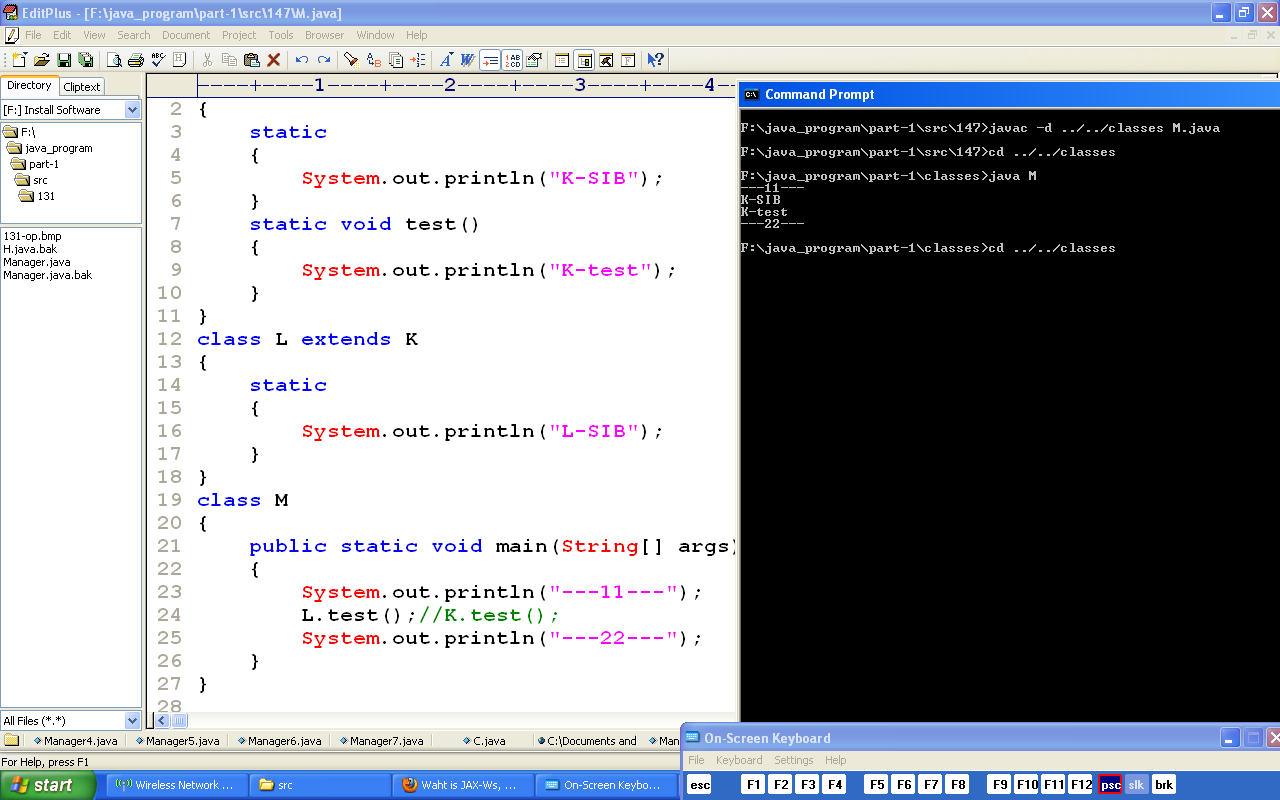 EditPlus - [F:\java_program\part-1\src\147\M.java]
File Edit View Search Document Project Tools Browser Window Help
Directory Cliptext
[F:] Install Software
F:\
java_program
part-1
src
131
131-op.bmp
H.java.bak
Manager.java
Manager.java.bak
All Files (*.*)
----+----1----+----2----+----3----+----4--
2 {
3 static
4 {
5 System.out.println("K-SIB");
6 }
7 static void test()
8 {
9 System.out.println("K-test");
10 }
11 }
12 class L extends K
13 {
14 static
15 {
16 System.out.println("L-SIB");
17 }
18 }
19 class M
20 {
21 public static void main(String[] args)
22 {
23 System.out.println("---11---");
24 L.test();//K.test();
25 System.out.println("---22---");
26 }
27 }
28
Command Prompt
F:\java_program\part-1\src\147>javac -d ../../classes M.java
F:\java_program\part-1\src\147>cd ../../classes
F:\java_program\part-1\classes>java M
---11---
K-SIB
K-test
---22---
F:\java_program\part-1\classes>cd ../../classes
Manager4.java Manager5.java Manager6.java Manager7.java C.java C:\Documents and Man
For Help, press F1
On-Screen Keyboard
File Keyboard Settings Help
esc F1 F2 F3 F4 F5 F6 F7 F8 F9 F10 F11 F12 psc slk brk
start Wireless Network ... src Waht is JAX-Ws, ... On-Screen Keybo...